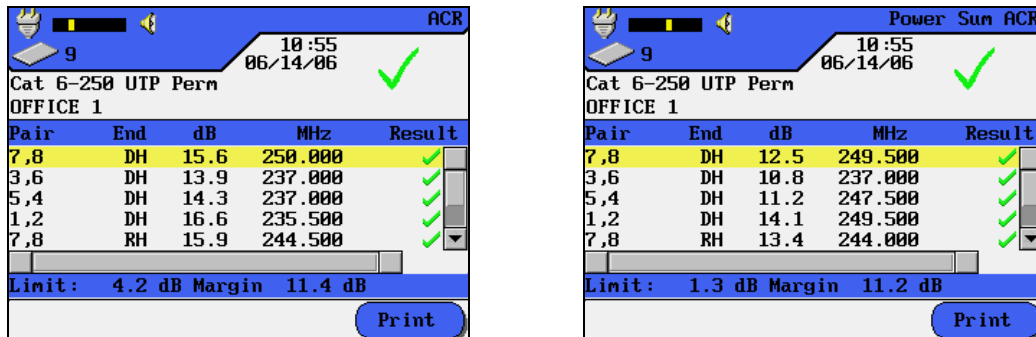 ACR
9
10:55
06/14/06
Cat 6-250 UTP Perm
OFFICE 1
Pair End dB MHz Result
7,8 DH 15.6 250.000
3,6 DH 13.9 237.000
5,4 DH 14.3 237.000
1,2 DH 16.6 235.500
7,8 RH 15.9 244.500
Limit: 4.2 dB Margin 11.4 dB
Print
Power Sum ACR
9
10:55
06/14/06
Cat 6-250 UTP Perm
OFFICE 1
Pair End dB MHz Result
7,8 DH 12.5 249.500
3,6 DH 10.8 237.000
5,4 DH 11.2 247.500
1,2 DH 14.1 249.500
7,8 RH 13.4 244.000
Limit: 1.3 dB Margin 11.2 dB
Print